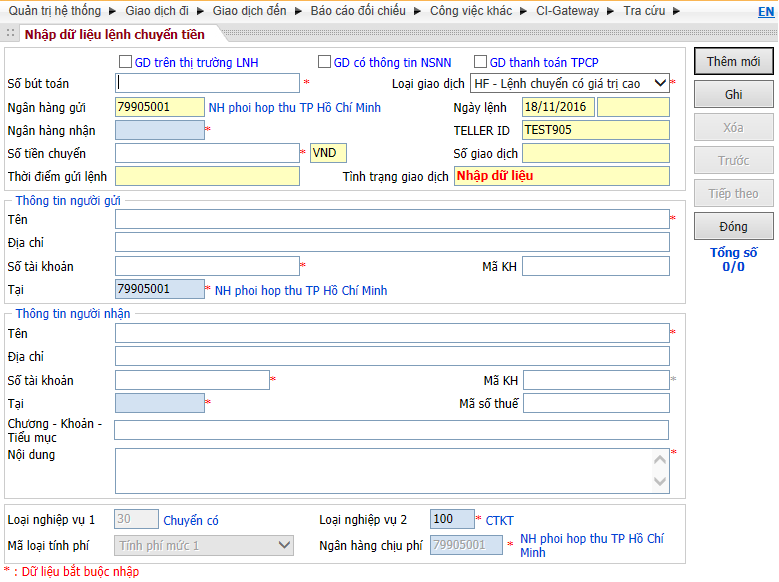 Quản trị hệ thống Giao dịch đi Giao dịch đến Báo cáo đối chiếu Công việc khác CI-Gateway Tra cứu EN
Nhập dữ liệu lệnh chuyển tiền
GD trên thị trường LNH GD có thông tin NSNN GD thanh toán TPCP
Số bút toán * Loại giao dịch HF - Lệnh chuyển có giá trị cao *
Ngân hàng gửi 79905001 NH phoi hop thu TP Hồ Chí Minh Ngày lệnh 18/11/2016
Ngân hàng nhận * TELLER ID TEST905
Số tiền chuyển * VND Số giao dịch
Thời điểm gửi lệnh Tình trạng giao dịch Nhập dữ liệu
Thêm mới
Ghi
Xóa
Trước
Tiếp theo
Đóng
Tổng số
0/0
Thông tin người gửi
Tên *
Địa chỉ
Số tài khoản * Mã KH
Tại 79905001 * NH phoi hop thu TP Hồ Chí Minh
Thông tin người nhận
Tên *
Địa chỉ
Số tài khoản * Mã KH *
Tại * Mã số thuế
Chương - Khoản -
Tiểu mục
Nội dung *
Loại nghiệp vụ 1 30 Chuyển có Loại nghiệp vụ 2 100 * CTKT
Mã loại tính phí Tính phí mức 1 Ngân hàng chịu phí 79905001 * NH phoi hop thu TP Hồ Chí
Minh
* : Dữ liệu bắt buộc nhập